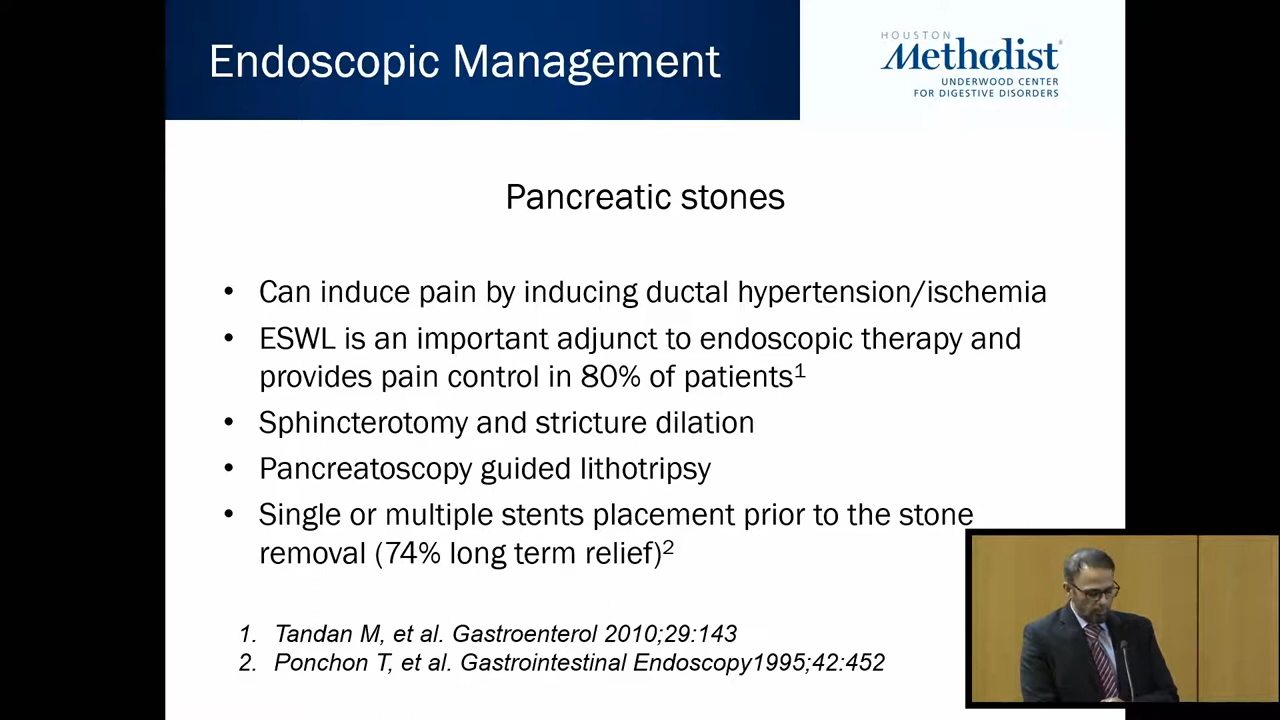 Endoscopic Management
HOUSTON
Methodist®
UNDERWOOD CENTER
FOR DIGESTIVE DISORDERS
Pancreatic stones
• Can induce pain by inducing ductal hypertension/ischemia
• ESWL is an important adjunct to endoscopic therapy and
provides pain control in 80% of patients¹
• Sphincterotomy and stricture dilation
• Pancreatoscopy guided lithotripsy
• Single or multiple stents placement prior to the stone
removal (74% long term relief)²
1. Tandan M, et al. Gastroenterol 2010;29:143
2. Ponchon T, et al. Gastrointestinal Endoscopy1995;42:452